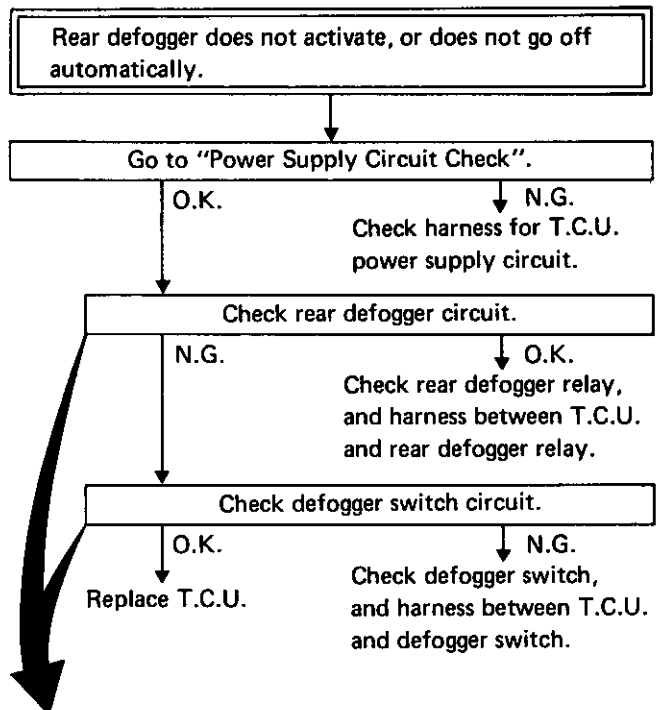 Rear defogger does not activate, or does not go off
automatically.
Go to "Power Supply Circuit Check".
O.K.
N.G.
Check harness for T.C.U.
power supply circuit.
Check rear defogger circuit.
N.G.
O.K.
Check rear defogger relay,
and harness between T.C.U.
and rear defogger relay.
Check defogger switch circuit.
O.K.
N.G.
Replace T.C.U.
Check defogger switch,
and harness between T.C.U.
and defogger switch.